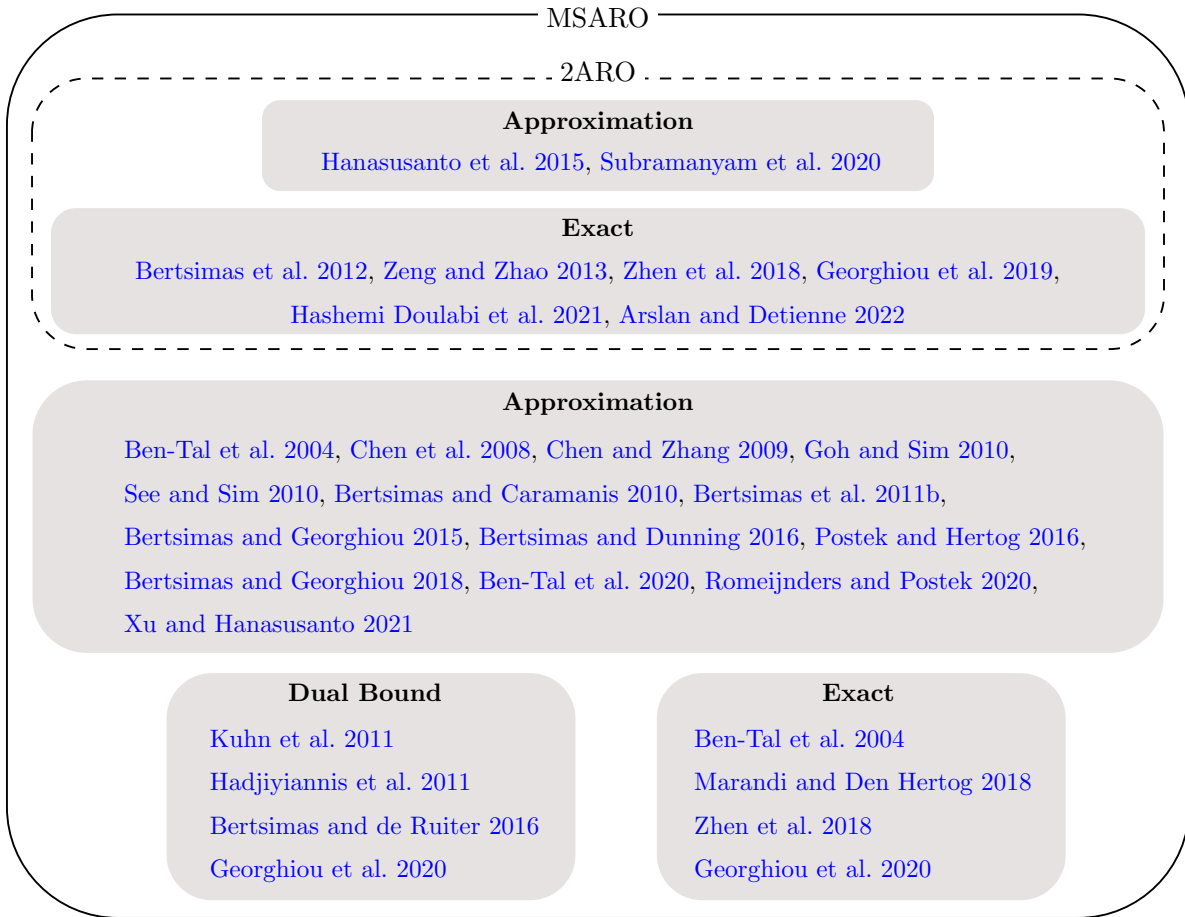 MSARO
2ARO
Approximation
Hanasusanto et al. 2015, Subramanyam et al. 2020
Exact
Bertsimas et al. 2012, Zeng and Zhao 2013, Zhen et al. 2018, Georghiou et al. 2019,
Hashemi Doulabi et al. 2021, Arslan and Detienne 2022
Approximation
Ben-Tal et al. 2004, Chen et al. 2008, Chen and Zhang 2009, Goh and Sim 2010,
See and Sim 2010, Bertsimas and Caramanis 2010, Bertsimas et al. 2011b,
Bertsimas and Georghiou 2015, Bertsimas and Dunning 2016, Postek and Hertog 2016,
Bertsimas and Georghiou 2018, Ben-Tal et al. 2020, Romeijnders and Postek 2020,
Xu and Hanasusanto 2021
Dual Bound
Kuhn et al. 2011
Hadjiyiannis et al. 2011
Bertsimas and de Ruiter 2016
Georghiou et al. 2020
Exact
Ben-Tal et al. 2004
Marandi and Den Hertog 2018
Zhen et al. 2018
Georghiou et al. 2020